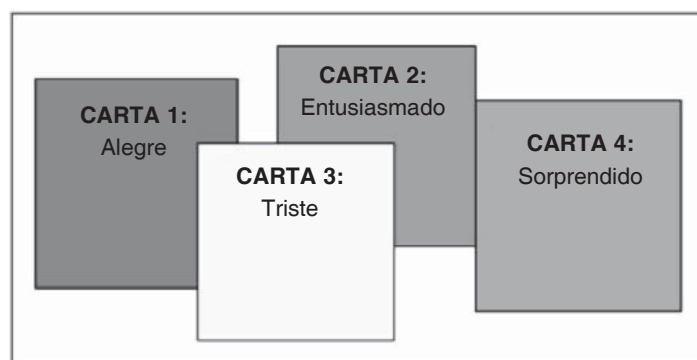 CARTA 1:
Alegre
CARTA 2:
Entusiasmado
CARTA 3:
Triste
CARTA 4:
Sorprendido